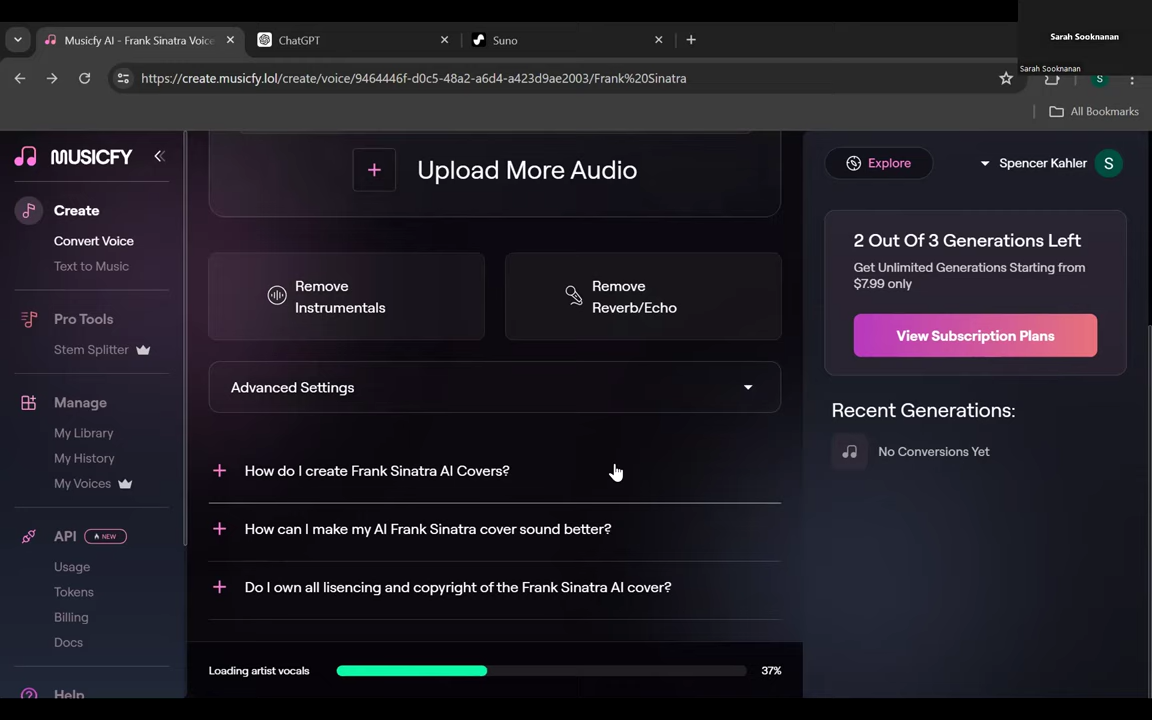 Musicfy AI - Frank Sinatra Voice
ChatGPT
Suno
Sarah Sooknanan
Sarah Sooknanan
https://create.musicfy.lol/create/voice/9464446f-d0c5-48a2-a6d4-a423d9ae2003/Frank%20Sinatra
S
All Bookmarks
MUSICFY
Create
Convert Voice
Text to Music
Pro Tools
Stem Splitter
Manage
My Library
My History
My Voices
API NEW
Usage
Tokens
Billing
Docs
Help
Upload More Audio
Remove
Instrumentals
Remove
Reverb/Echo
Advanced Settings
How do I create Frank Sinatra AI Covers?
How can I make my AI Frank Sinatra cover sound better?
Do I own all lisencing and copyright of the Frank Sinatra AI cover?
Loading artist vocals 37%
Explore
Spencer Kahler S
2 Out Of 3 Generations Left
Get Unlimited Generations Starting from
$7.99 only
View Subscription Plans
Recent Generations:
No Conversions Yet